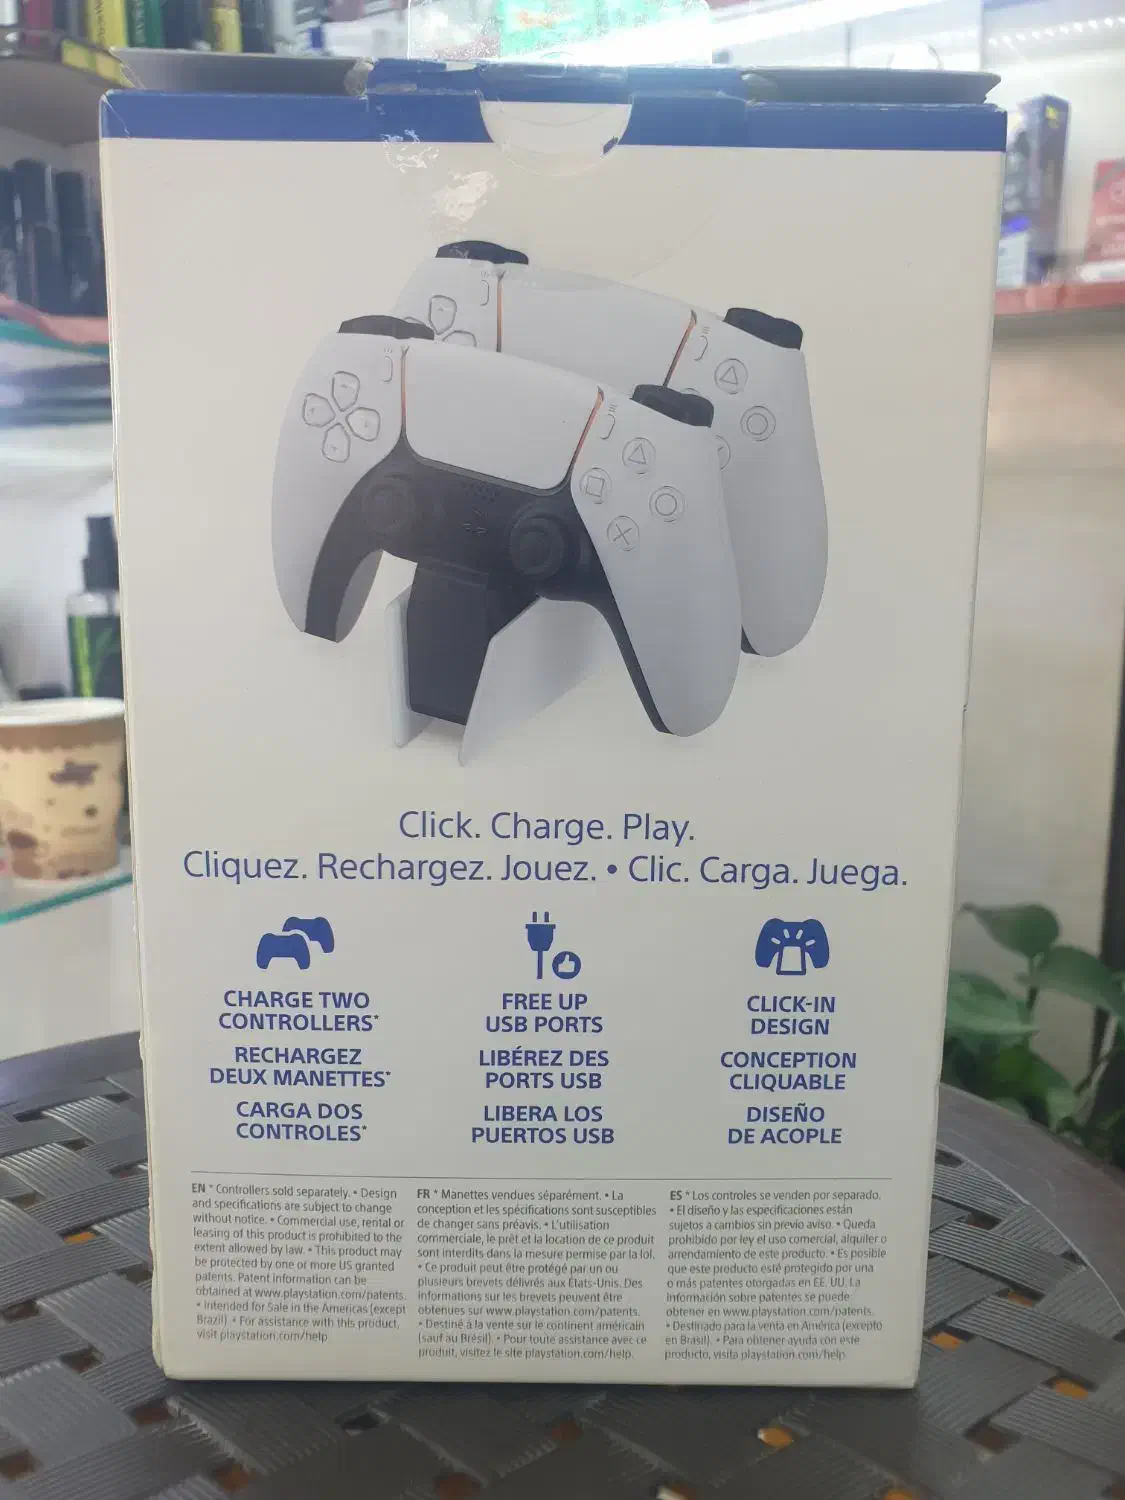 Click. Charge. Play.
Cliquez. Rechargez. Jouez. • Clic. Carga. Juega.
CHARGE TWO
CONTROLLERS*
RECHARGEZ
DEUX MANETTES*
CARGA DOS
CONTROLES*
FREE UP
USB PORTS
LIBÉREZ DES
PORTS USB
LIBERA LOS
PUERTOS USB
CLICK-IN
DESIGN
CONCEPTION
CLIQUABLE
DISEÑO
DE ACOPLE
EN * Controllers sold separately. • Design
and specifications are subject to change
without notice. • Commercial use, rental or
leasing of this product is prohibited to the
extent allowed by law. • This product may
be protected by one or more US granted
patents. Patent information can be
obtained at www.playstation.com/patents.
• Intended for Sale in the Americas (except
Brazil) • For assistance with this product,
visit playstation.com/help
FR * Manettes vendues séparément. • La
conception et les spécifications sont susceptibles
de changer sans préavis. • L'utilisation
commerciale, le prêt et la location de ce produit
sont interdits dans la mesure permise par la loi.
• Ce produit peut être protégé par un ou
plusieurs brevets délivrés aux États-Unis. Des
informations sur les brevets peuvent être
obtenues sur www.playstation.com/patents.
• Destiné à la vente sur le continent américain
(sauf au Brésil). • Pour toute assistance avec ce
produit, visitez le site playstation.com/help.
ES * Los controles se venden por separado.
• El diseño y las especificaciones están
sujetos a cambios sin previo aviso. • Queda
prohibido por ley el uso comercial, alquiler o
arrendamiento de este producto. • Es posible
que este producto esté protegido por una
o más patentes otorgadas en EE. UU. La
información sobre patentes se puede
obtener en www.playstation.com/patents.
• Destinado para la venta en América (excepto
en Brasil). • Para obtener ayuda con este
producto, visita playstation.com/help